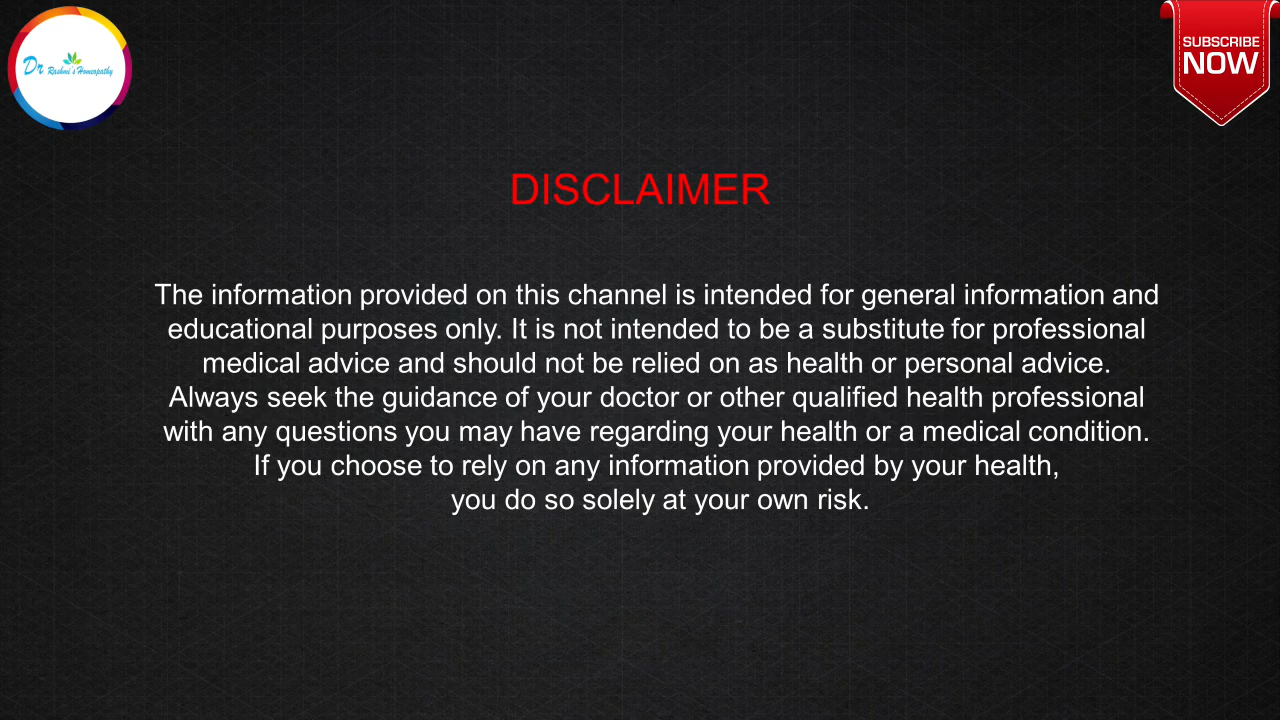 Dr Rashmi's Homeopathy
SUBSCRIBE
NOW
DISCLAIMER
The information provided on this channel is intended for general information and
educational purposes only. It is not intended to be a substitute for professional
medical advice and should not be relied on as health or personal advice.
Always seek the guidance of your doctor or other qualified health professional
with any questions you may have regarding your health or a medical condition.
If you choose to rely on any information provided by your health,
you do so solely at your own risk.